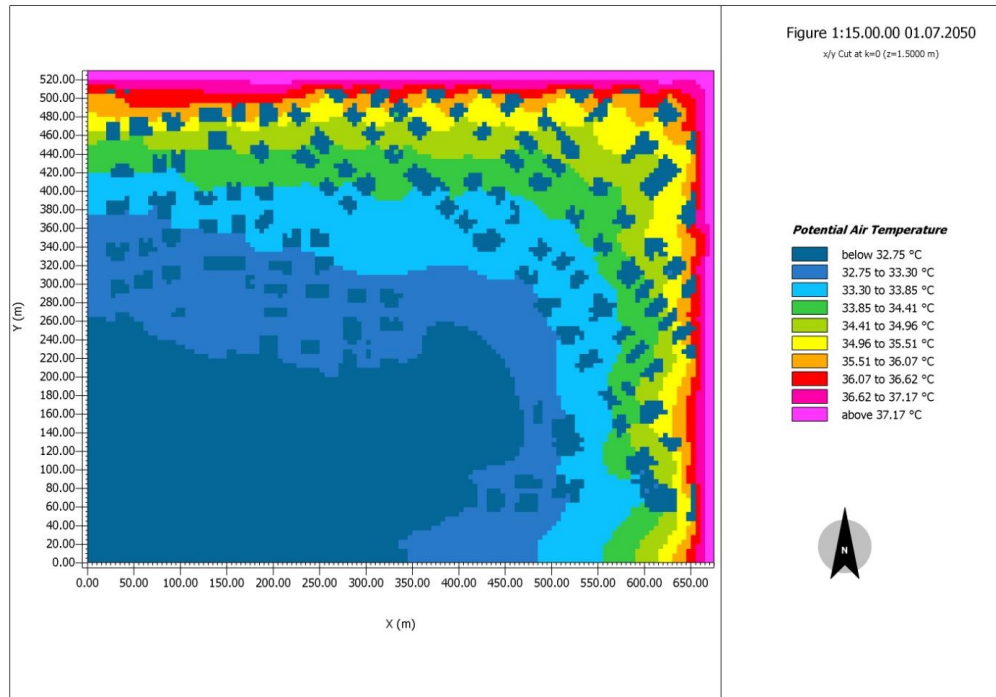 Figure 1:15.00.00 01.07.2050
x/y Cut at k=0 (z=1.5000 m)
520.00
500.00
480.00
460.00
440.00
420.00
400.00
380.00
360.00
340.00
320.00
300.00
280.00
260.00
240.00
220.00
200.00
180.00
160.00
140.00
120.00
100.00
80.00
60.00
40.00
20.00
0.00
Y (m)
0.00 50.00 100.00 150.00 200.00 250.00 300.00 350.00 400.00 450.00 500.00 550.00 600.00 650.00
X (m)
Potential Air Temperature
below 32.75 °C
32.75 to 33.30 °C
33.30 to 33.85 °C
33.85 to 34.41 °C
34.41 to 34.96 °C
34.96 to 35.51 °C
35.51 to 36.07 °C
36.07 to 36.62 °C
36.62 to 37.17 °C
above 37.17 °C
N